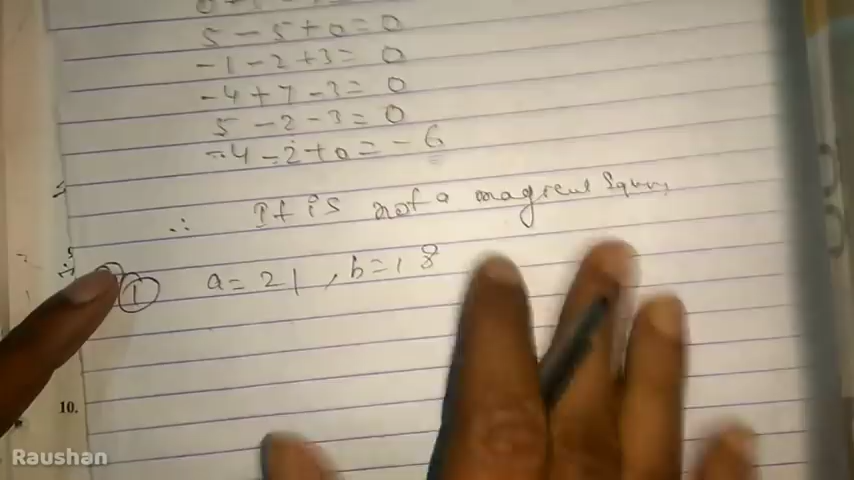 5 - 5 + 0 = 0
- 1 - 2 + 3 = 0
- 4 + 7 - 3 = 0
5 - 2 - 3 = 0
- 4 - 2 + 0 = - 6
∴ It is not a magical Square
① a = 21, b = 18
10.
Raushan